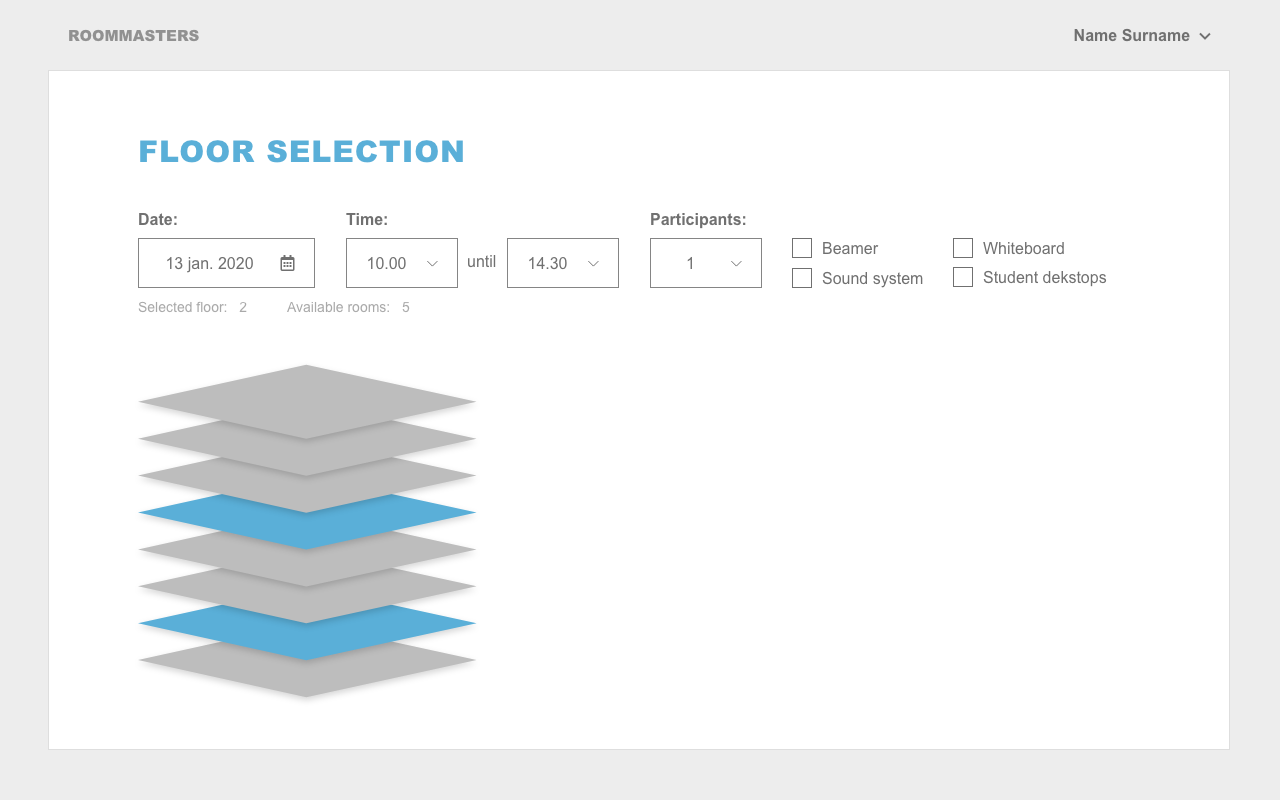 ROOMMASTERS
Name Surname
FLOOR SELECTION
Date:
Time:
Participants:
13 jan. 2020
10.00
until
14.30
1
Beamer
Whiteboard
Sound system
Student dekstops
Selected floor: 2
Available rooms: 5